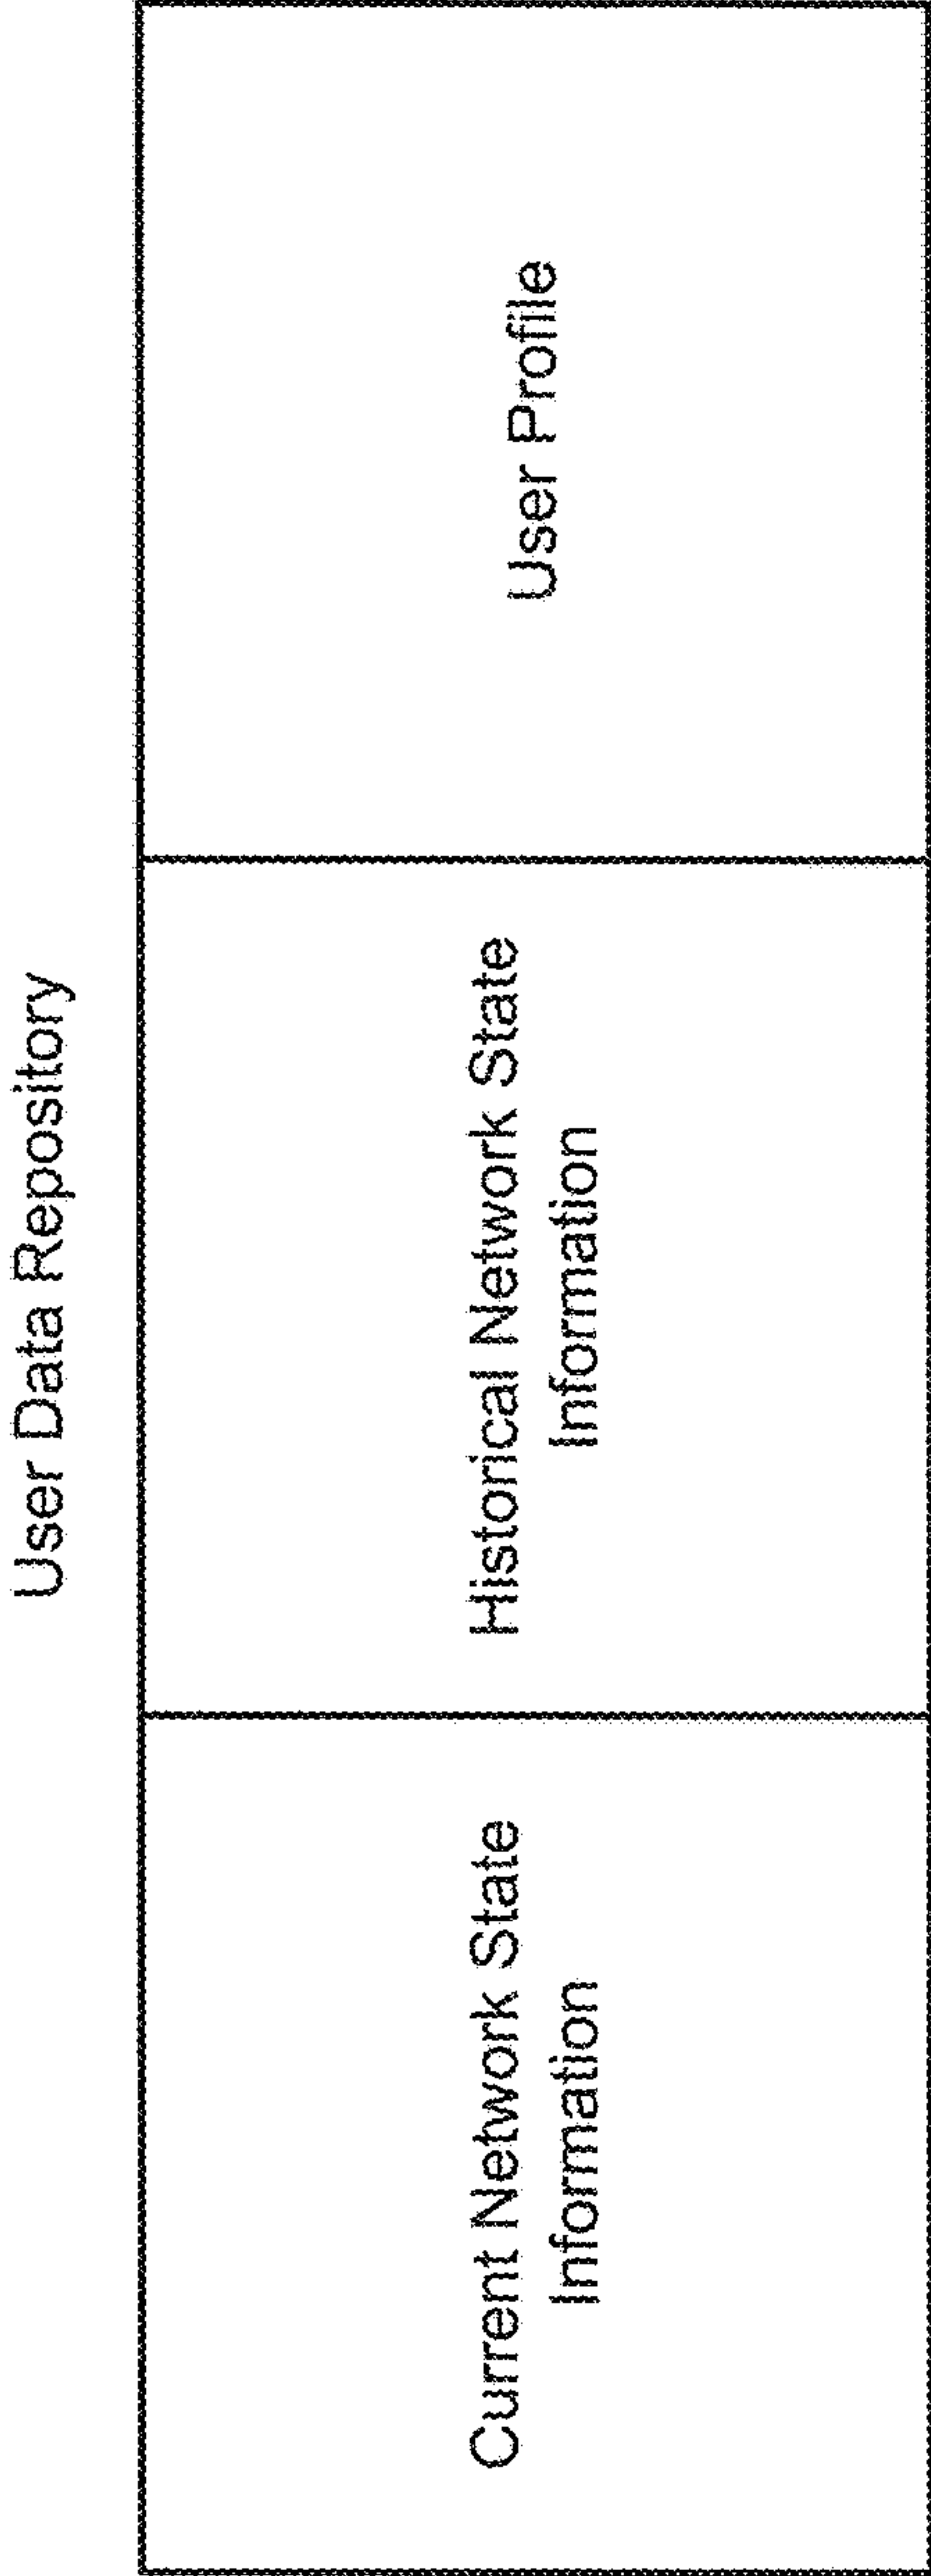 User Data Repository
Current Network State
Information
Historical Network State
Information
User Profile